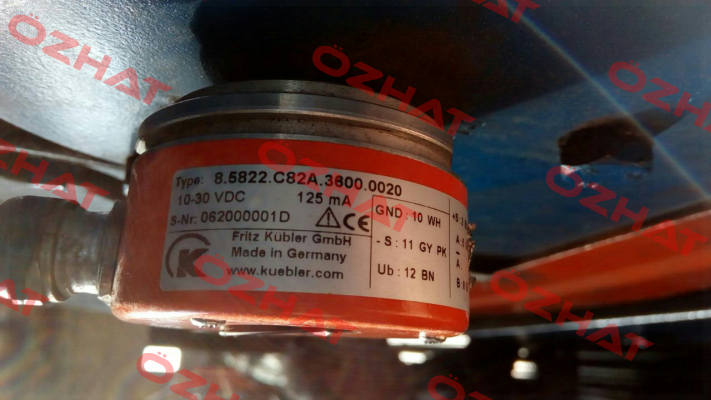 Type: 8.5822.C82A.3600.0020
10-30 VDC 125 mA
S-Nr: 062000001D
CE
Fritz Kübler GmbH
Made in Germany
www.kuebler.com
K
GND : 10 WH
- S : 11 GY PK
Ub : 12 BN
+S :
A :
A
B :
ÖZHAT
ÖZHAT
ÖZHAT
ÖZHAT
ÖZHAT
ÖZHAT
ÖZHAT
ÖZHAT